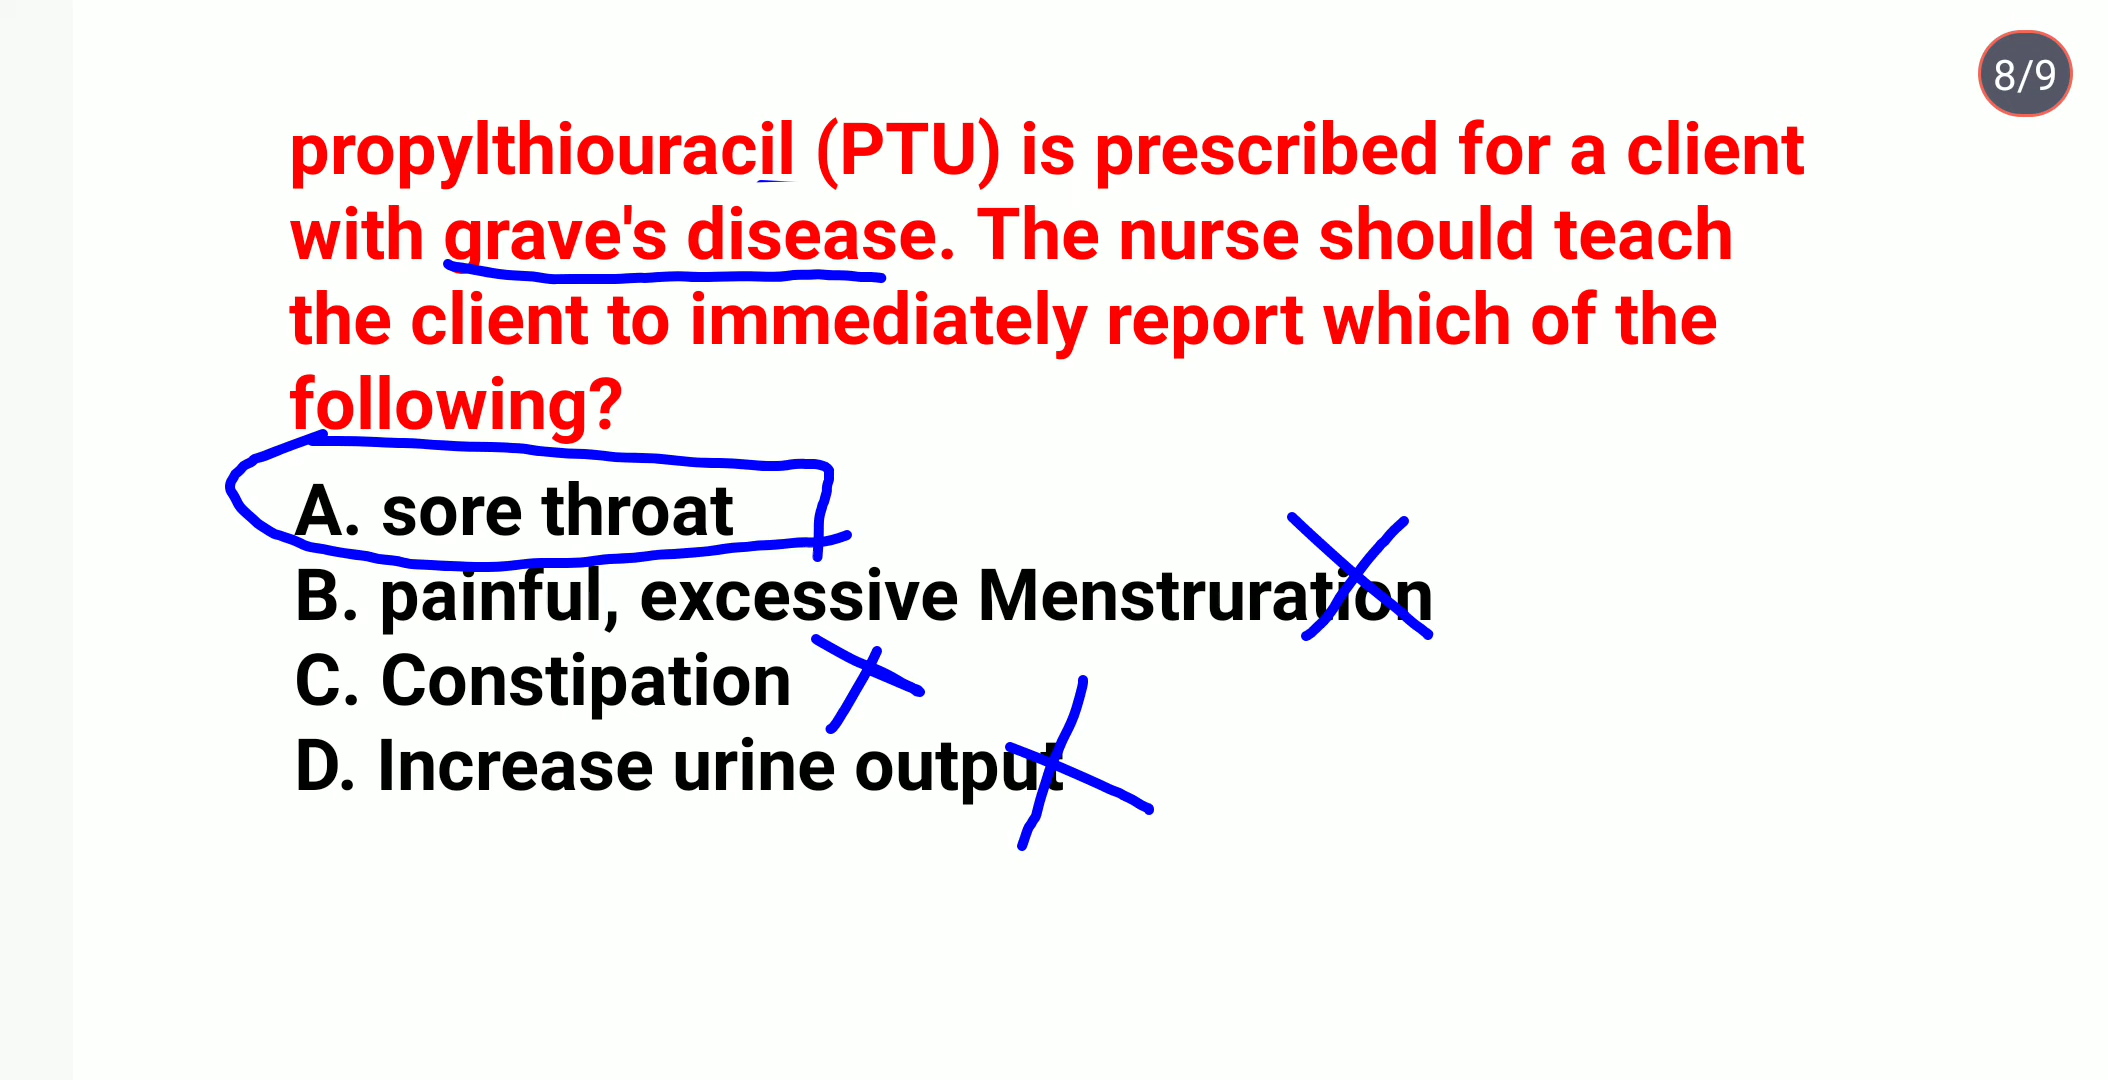 8/9
propylthiouracil (PTU) is prescribed for a client
with grave's disease. The nurse should teach
the client to immediately report which of the
following?
A. sore throat
B. painful, excessive Menstruration
C. Constipation
D. Increase urine output